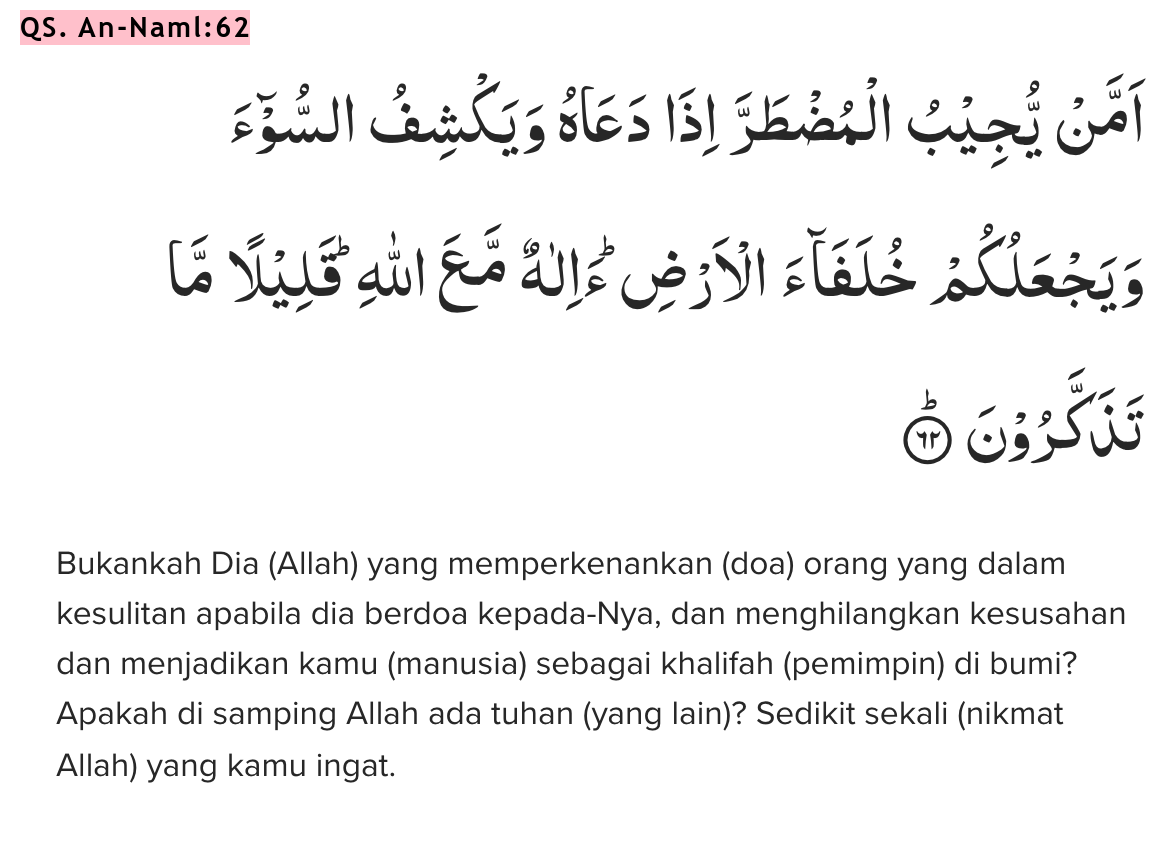 QS. An-Naml:62
اَمَّنْ يُّجِيْبُ الْمُضْطَرَّ اِذَا دَعَاهُ وَيَكْشِفُ السُّوْۤءَ
وَيَجْعَلُكُمْ خُلَفَاۤءَ الْاَرْضِۗ ءَاِلٰهٌ مَّعَ اللّٰهِۗ قَلِيْلًا مَّا
تَذَكَّرُوْنَۗ ٦٢
Bukankah Dia (Allah) yang memperkenankan (doa) orang yang dalam
kesulitan apabila dia berdoa kepada-Nya, dan menghilangkan kesusahan
dan menjadikan kamu (manusia) sebagai khalifah (pemimpin) di bumi?
Apakah di samping Allah ada tuhan (yang lain)? Sedikit sekali (nikmat
Allah) yang kamu ingat.